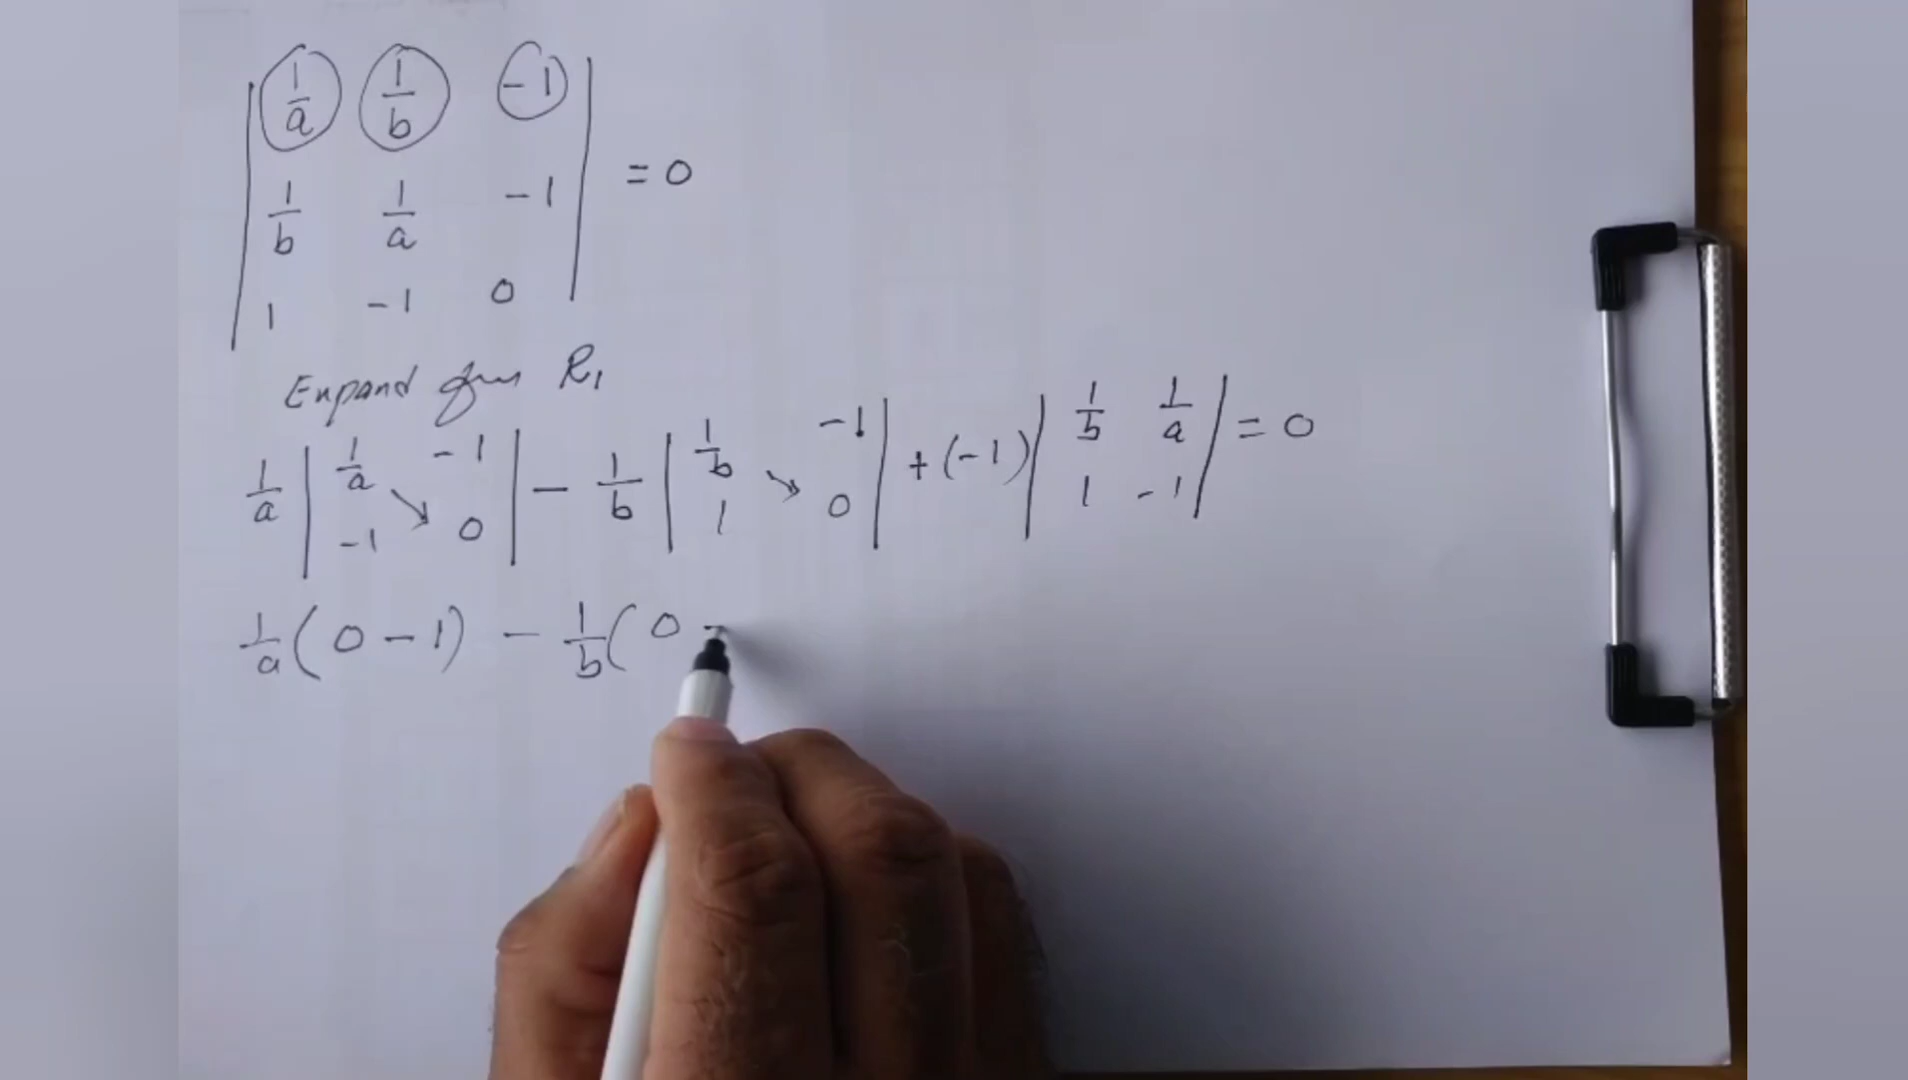 | 1/a 1/b -1 |
| 1/b 1/a -1 | = 0
| 1 -1 0 |
Expand from R₁
1/a | 1/a -1 | - 1/b | 1/b -1 | + (-1) | 1/b 1/a | = 0
| -1 0 | | 1 0 | | 1 -1 |
1/a ( 0 - 1 ) - 1/b ( 0 -